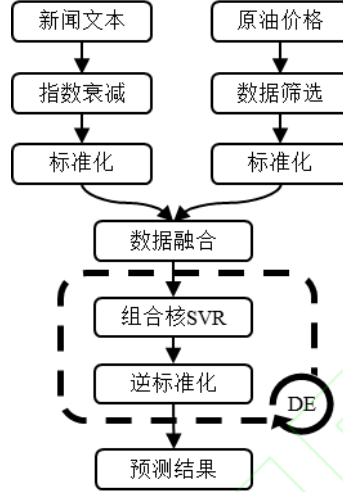 新闻文本
原油价格
指数衰减
数据筛选
标准化
标准化
数据融合
组合核SVR
逆标准化
DE
预测结果